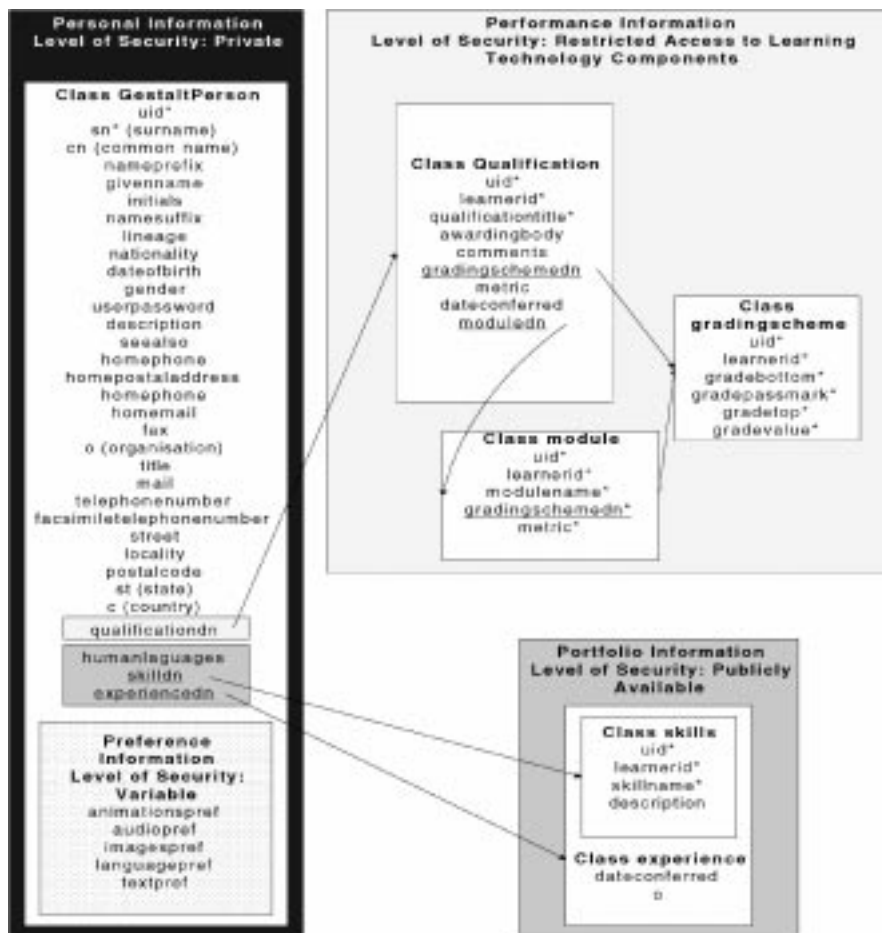 Personal Information
Level of Security: Private
Class GestaltPerson
uid*
sn* (surname)
cn (common name)
nameprefix
givenname
initials
namesuffix
lineage
nationality
dateofbirth
gender
userpassword
description
seealso
homephone
homepostaladdress
homephone
homemail
fax
o (organisation)
title
mail
telephonenumber
facsimiletelephonenumber
street
locality
postalcode
st (state)
c (country)
qualificationdn
humanlaguages
skilldn
experiencedn
Preference
Information
Level of Security:
Variable
animationspref
audiopref
imagespref
languagepref
textpref
Performance Information
Level of Security: Restricted Access to Learning
Technology Components
Class Qualification
uid*
learnerid*
qualificationtitle*
awardingbody
comments
gradingschemedn
metric
dateconferred
moduledn
Class
gradingscheme
uid*
learnerid*
gradebottom*
gradepassmark*
gradetop*
gradevalue*
Class module
uid*
learnerid*
modulename*
gradingschemedn*
metric*
Portfolio Information
Level of Security: Publicly
Available
Class skills
uid*
learnerid*
skillname*
description
Class experience
dateconferred
o